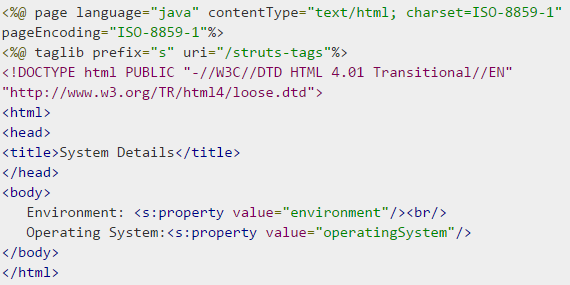 <%@ page language="java" contentType="text/html; charset=ISO-8859-1"
pageEncoding="ISO-8859-1"%>
<%@ taglib prefix="s" uri="/struts-tags"%>
<!DOCTYPE html PUBLIC "-//W3C//DTD HTML 4.01 Transitional//EN"
"http://www.w3.org/TR/html4/loose.dtd">
<html>
<head>
<title>System Details</title>
</head>
<body>
   Environment: <s:property value="environment"/><br/>
   Operating System:<s:property value="operatingSystem"/>
</body>
</html>